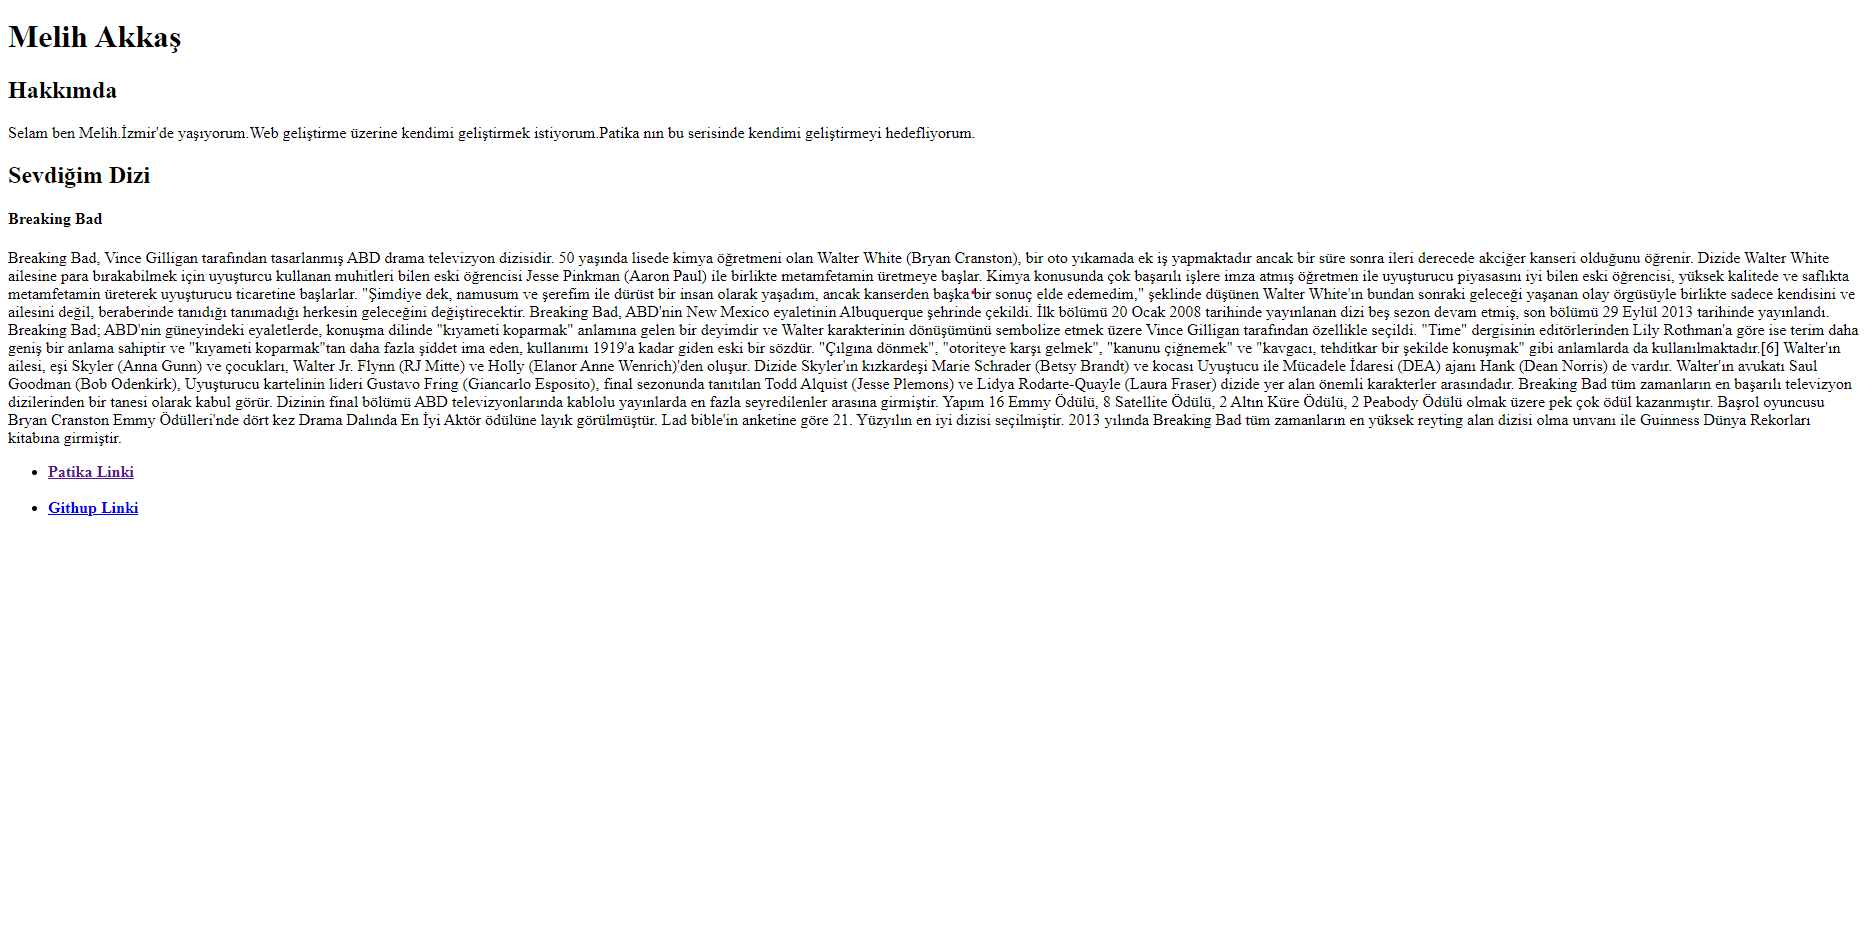 Melih Akkaş
Hakkımda
Selam ben Melih.İzmir'de yaşıyorum.Web geliştirme üzerine kendimi geliştirmek istiyorum.Patika nın bu serisinde kendimi geliştirmeyi hedefliyorum.
Sevdiğim Dizi
Breaking Bad
Breaking Bad, Vince Gilligan tarafından tasarlanmış ABD drama televizyon dizisidir. 50 yaşında lisede kimya öğretmeni olan Walter White (Bryan Cranston), bir oto yıkamada ek iş yapmaktadır ancak bir süre sonra ileri derecede akciğer kanseri olduğunu öğrenir. Dizide Walter White
ailesine para bırakabilmek için uyuşturcu kullanan muhitleri bilen eski öğrencisi Jesse Pinkman (Aaron Paul) ile birlikte metamfetamin üretmeye başlar. Kimya konusunda çok başarılı işlere imza atmış öğretmen ile uyuşturucu piyasasını iyi bilen eski öğrencisi, yüksek kalitede ve saflıkta
metamfetamin üreterek uyuşturucu ticaretine başlarlar. "Şimdiye dek, namusum ve şerefim ile dürüst bir insan olarak yaşadım, ancak kanserden başka bir sonuç elde edemedim," şeklinde düşünen Walter White'ın bundan sonraki geleceği yaşanan olay örgüsüyle birlikte sadece kendisini ve
ailesini değil, beraberinde tanıdığı tanımadığı herkesin geleceğini değiştirecektir. Breaking Bad, ABD'nin New Mexico eyaletinin Albuquerque şehrinde çekildi. İlk bölümü 20 Ocak 2008 tarihinde yayınlanan dizi beş sezon devam etmiş, son bölümü 29 Eylül 2013 tarihinde yayınlandı.
Breaking Bad; ABD'nin güneyindeki eyaletlerde, konuşma dilinde "kıyameti koparmak" anlamına gelen bir deyimdir ve Walter karakterinin dönüşümünü sembolize etmek üzere Vince Gilligan tarafından özellikle seçildi. "Time" dergisinin editörlerinden Lily Rothman'a göre ise terim daha
geniş bir anlama sahiptir ve "kıyameti koparmak"tan daha fazla şiddet ima eden, kullanımı 1919'a kadar giden eski bir sözdür. "Çılgına dönmek", "otoriteye karşı gelmek", "kanunu çiğnemek" ve "kavgacı, tehditkar bir şekilde konuşmak" gibi anlamlarda da kullanılmaktadır.[6] Walter'ın
ailesi, eşi Skyler (Anna Gunn) ve çocukları, Walter Jr. Flynn (RJ Mitte) ve Holly (Elanor Anne Wenrich)'den oluşur. Dizide Skyler'ın kızkardeşi Marie Schrader (Betsy Brandt) ve kocası Uyuştucu ile Mücadele İdaresi (DEA) ajanı Hank (Dean Norris) de vardır. Walter'ın avukatı Saul
Goodman (Bob Odenkirk), Uyuşturucu kartelinin lideri Gustavo Fring (Giancarlo Esposito), final sezonunda tanıtılan Todd Alquist (Jesse Plemons) ve Lidya Rodarte-Quayle (Laura Fraser) dizide yer alan önemli karakterler arasındadır. Breaking Bad tüm zamanların en başarılı televizyon
dizilerinden bir tanesi olarak kabul görür. Dizinin final bölümü ABD televizyonlarında kablolu yayınlarda en fazla seyredilenler arasına girmiştir. Yapım 16 Emmy Ödülü, 8 Satellite Ödülü, 2 Altın Küre Ödülü, 2 Peabody Ödülü olmak üzere pek çok ödül kazanmıştır. Başrol oyuncusu
Bryan Cranston Emmy Ödülleri'nde dört kez Drama Dalında En İyi Aktör ödülüne layık görülmüştür. Lad bible'in anketine göre 21. Yüzyılın en iyi dizisi seçilmiştir. 2013 yılında Breaking Bad tüm zamanların en yüksek reyting alan dizisi olma unvanı ile Guinness Dünya Rekorları
kitabına girmiştir.
• Patika Linki
• Githup Linki